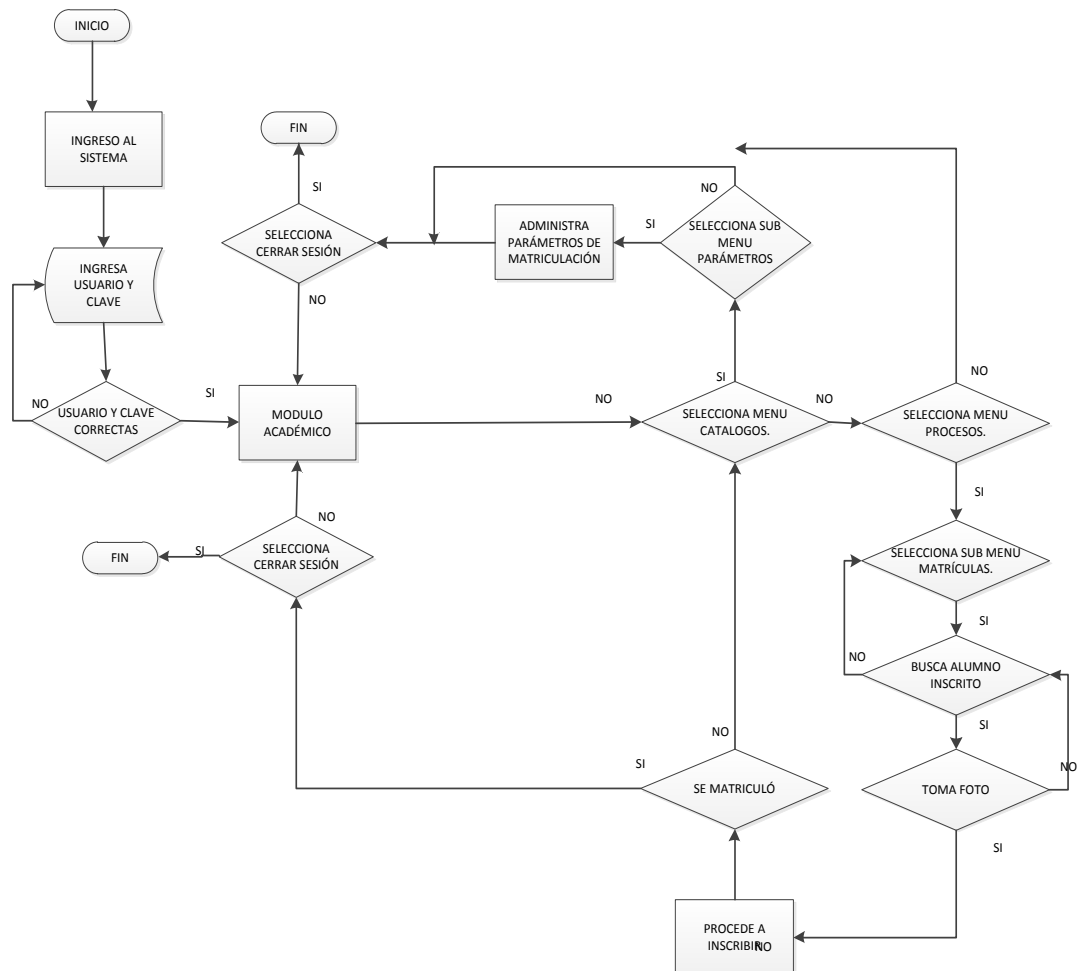 INICIO
INGRESO AL
SISTEMA
INGRESA
USUARIO Y
CLAVE
NO
USUARIO Y CLAVE
CORRECTAS
SI
FIN
SI
SELECCIONA
CERRAR SESIÓN
NO
MODULO
ACADÉMICO
NO
SELECCIONA
CERRAR SESIÓN
SI
FIN
ADMINISTRA
PARÁMETROS DE
MATRICULACIÓN
SI
NO
SELECCIONA SUB
MENU
PARÁMETROS
SI
NO
SELECCIONA MENU
CATALOGOS.
NO
NO
SELECCIONA MENU
PROCESOS.
SI
SELECCIONA SUB MENU
MATRÍCULAS.
SI
NO
BUSCA ALUMNO
INSCRITO
SI
TOMA FOTO
NO
SI
NO
SI
SE MATRICULÓ
PROCEDE A
INSCRIBIR
NO